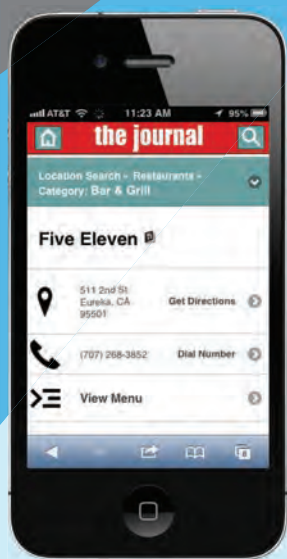 AT&T 11:23 AM 95%
the journal
Location Search » Restaurants »
Category: Bar & Grill
Five Eleven
511 2nd St
Eureka, CA
95501
Get Directions
(707) 268-3852 Dial Number
View Menu